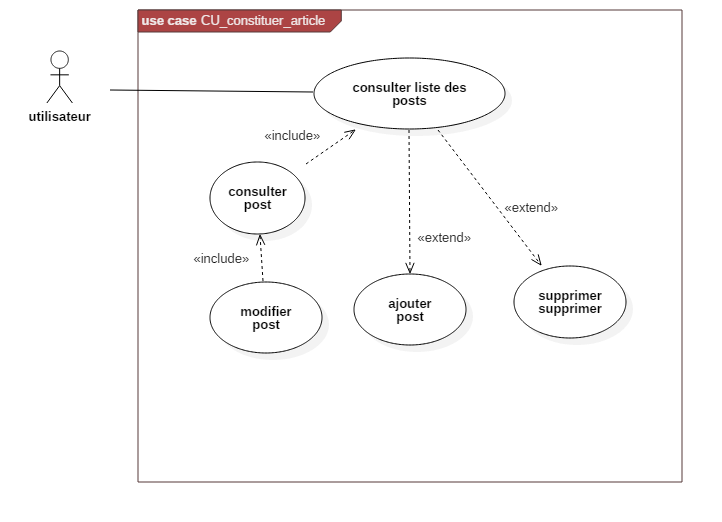 use case CU_constituer_article
utilisateur
consulter liste des
posts
«include»
consulter
post
«extend»
«extend»
«include»
modifier
post
ajouter
post
supprimer
supprimer